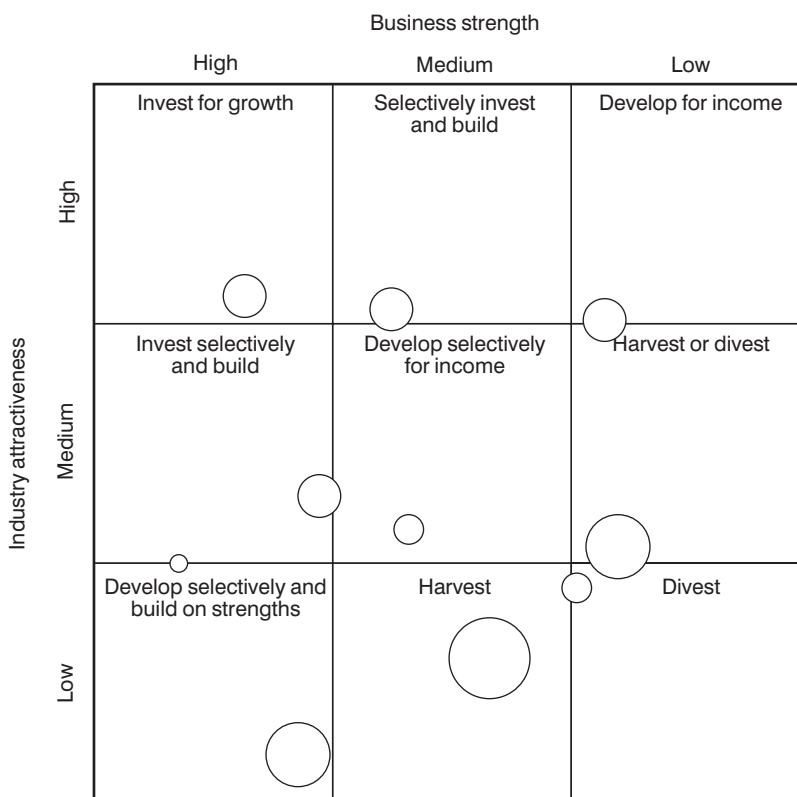 Business strength
High
Medium
Low
Industry attractiveness
High
Invest for growth
Selectively invest
and build
Develop for income
Medium
Invest selectively
and build
Develop selectively
for income
Harvest or divest
Low
Develop selectively and
build on strengths
Harvest
Divest